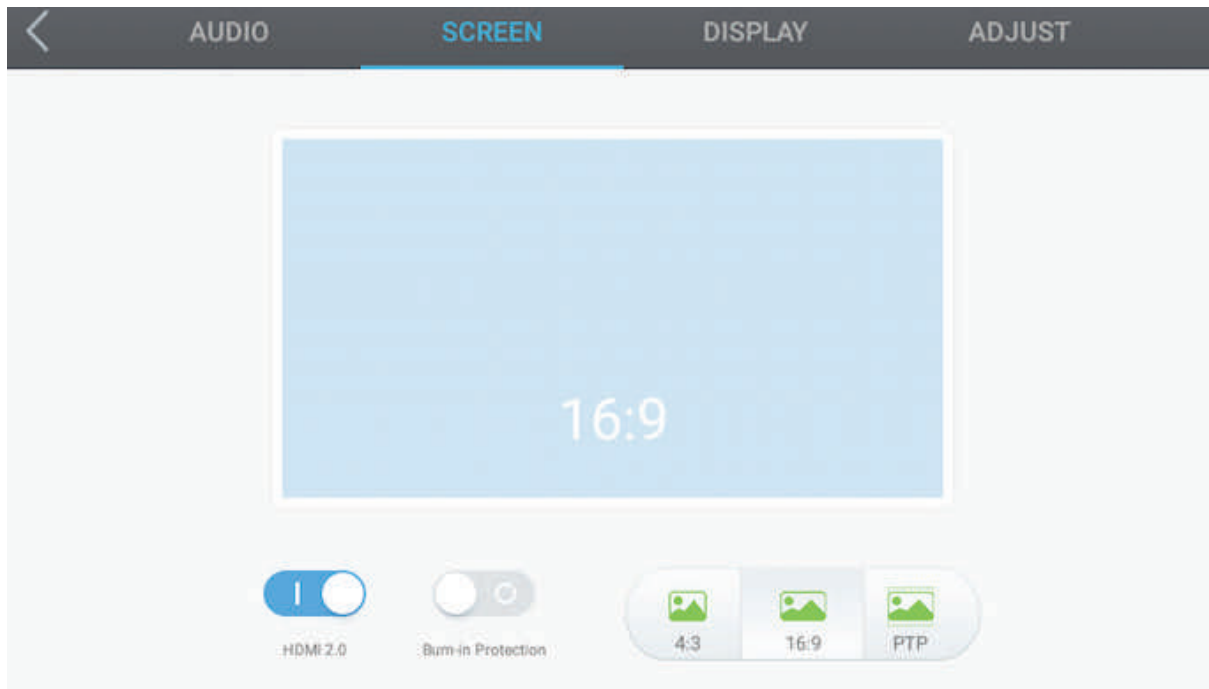 AUDIO SCREEN DISPLAY ADJUST
16:9
4:3 16:9 PTP
HDMI 2.0 Burn-in Protection